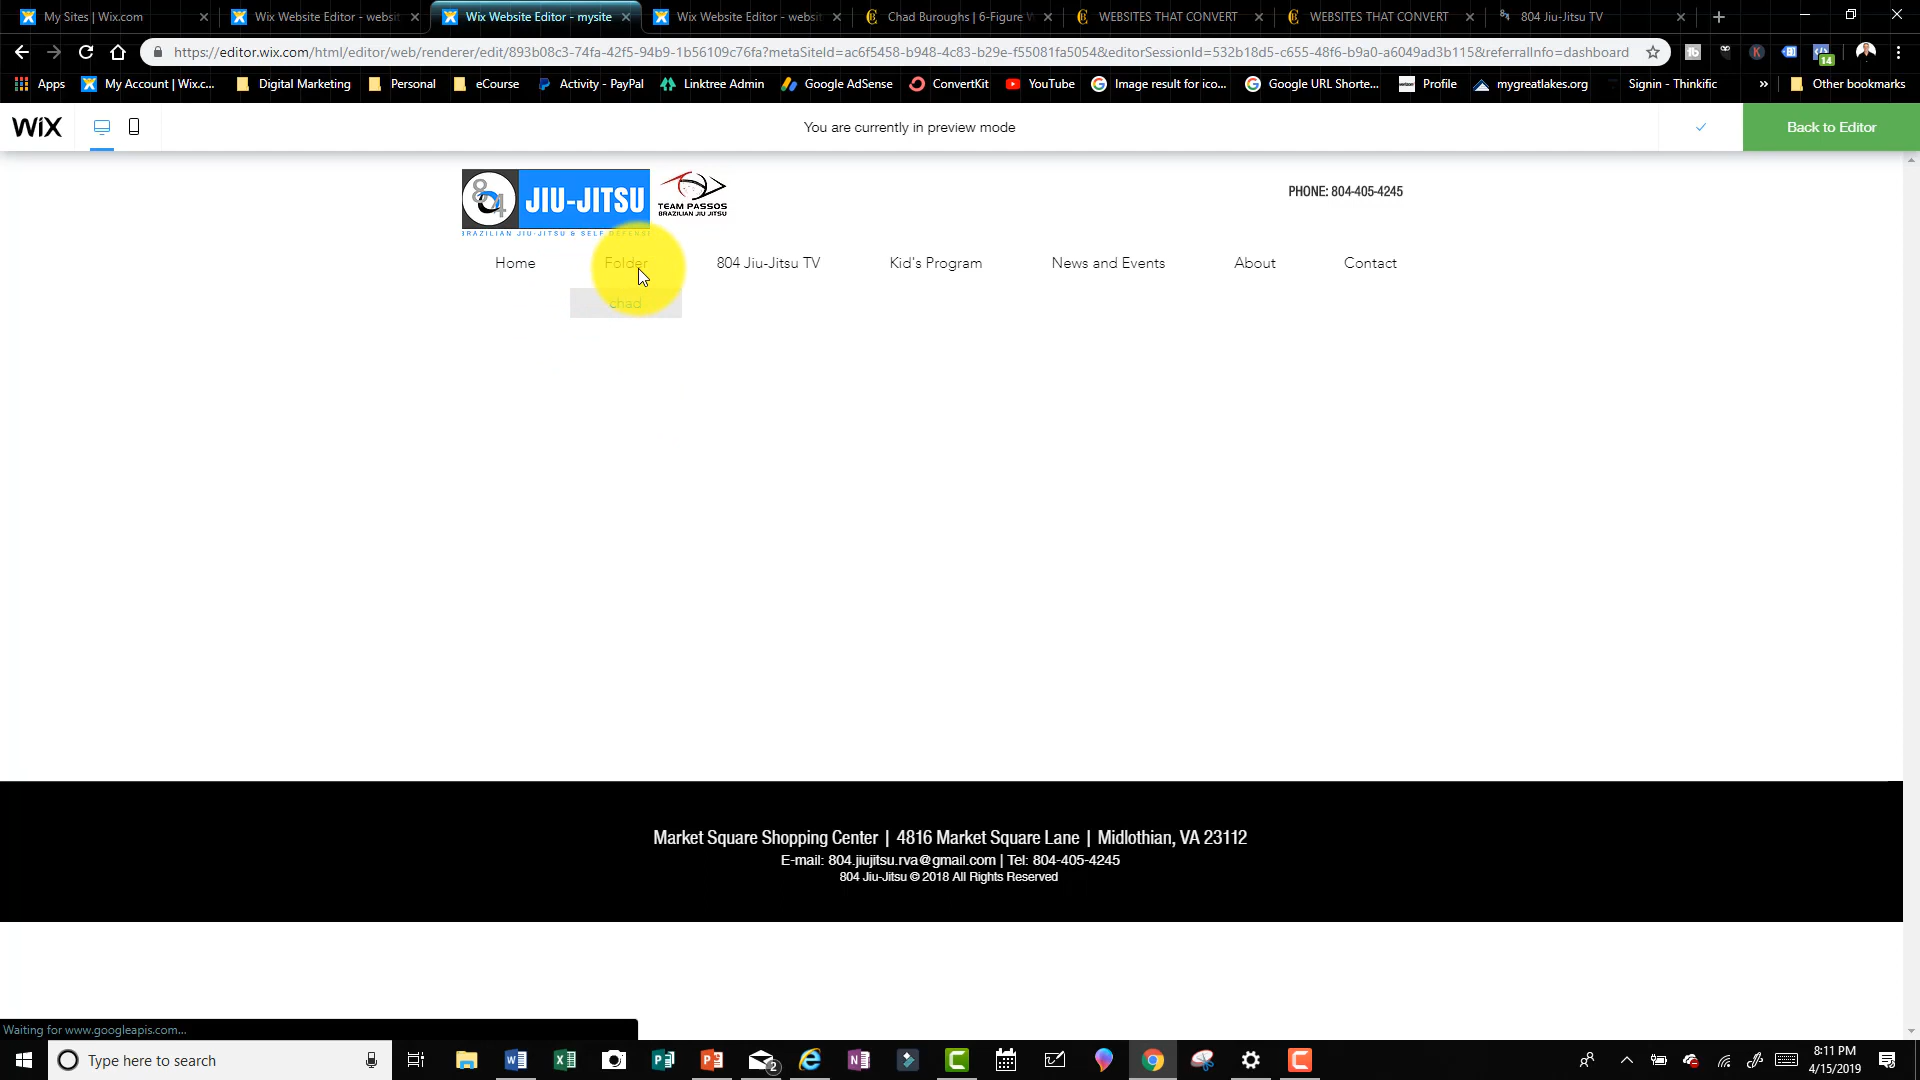 My Sites | Wix.com
Wix Website Editor - websit
Wix Website Editor - mysite
Wix Website Editor - websit
Chad Buroughs | 6-Figure W
WEBSITES THAT CONVERT
WEBSITES THAT CONVERT
804 Jiu-Jitsu TV
https://editor.wix.com/html/editor/web/renderer/edit/893b08c3-74fa-42f5-94b9-1b56109c76fa?metaSiteId=ac6f5458-b948-4c83-b29e-f55081fa5054&editorSessionId=532b18d5-c655-48f6-b9a0-a6049ad3b115&referralInfo=dashboard
14
Apps
My Account | Wix.c...
Digital Marketing
Personal
eCourse
Activity - PayPal
Linktree Admin
Google AdSense
ConvertKit
YouTube
Image result for ico...
Google URL Shorte...
Profile
mygreatlakes.org
Signin - Thinkific
»
Other bookmarks
WiX
You are currently in preview mode
Back to Editor
804 JIU-JITSU
BRAZILIAN JIU-JITSU & SELF DEFENSE
TEAM PASSOS
BRAZILIAN JIU JITSU
PHONE: 804-405-4245
Home
Folder
804 Jiu-Jitsu TV
Kid's Program
News and Events
About
Contact
chad
Market Square Shopping Center | 4816 Market Square Lane | Midlothian, VA 23112
E-mail: 804.jiujitsu.rva@gmail.com | Tel: 804-405-4245
804 Jiu-Jitsu © 2018 All Rights Reserved
Waiting for www.googleapis.com...
Type here to search
2
8:11 PM
4/15/2019